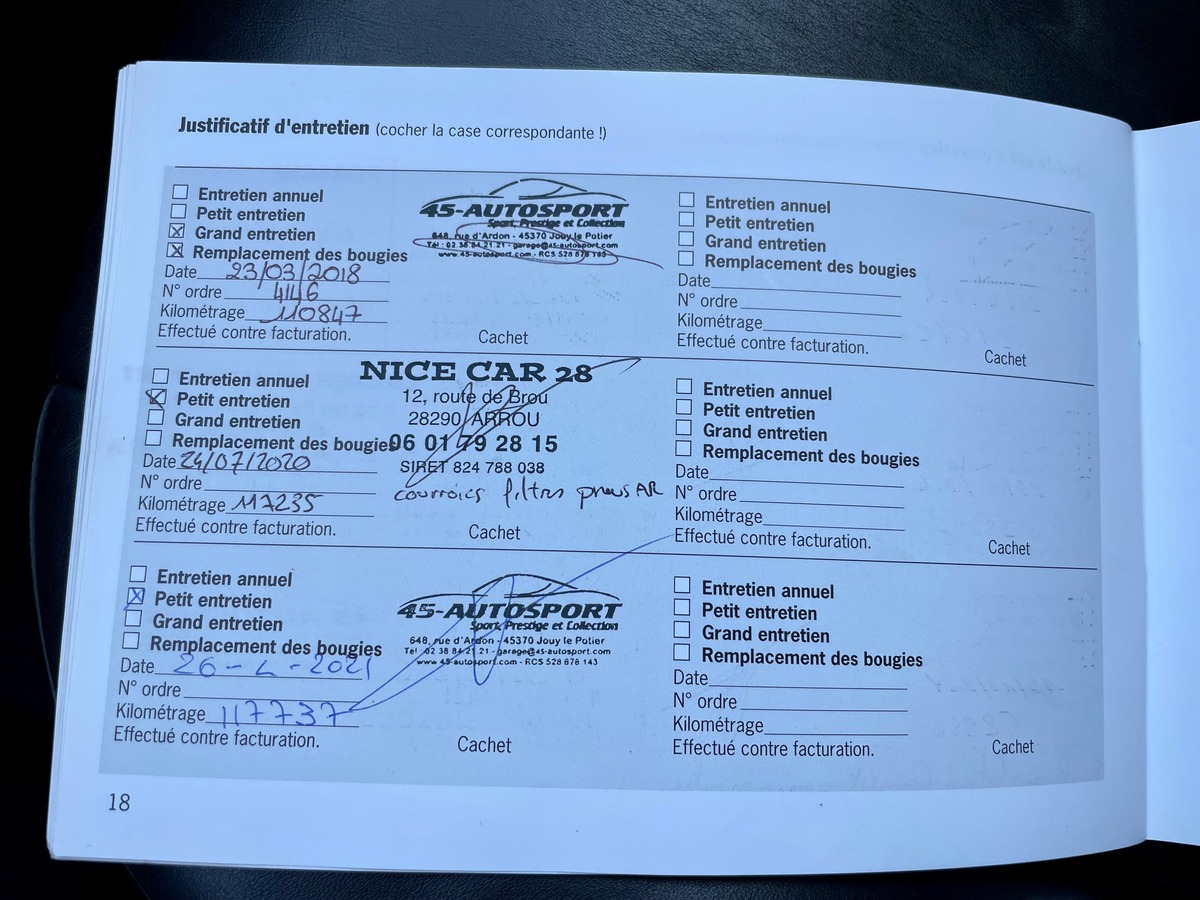 Justificatif d'entretien (cocher la case correspondante !)
Entretien annuel
Petit entretien
Grand entretien
Remplacement des bougies
Date 23/03/2018
N° ordre 4146
Kilométrage 110847
Effectué contre facturation.
45-AUTOSPORT
Sport, Prestige et Collection
648, rue d'Ardon - 45370 Jouy le Potier
Tél : 02 38 84 21 21 - garage@45-autosport.com
www.45-autosport.com - RCS 528 878 143
Cachet
Entretien annuel
Petit entretien
Grand entretien
Remplacement des bougies
Date
N° ordre
Kilométrage
Effectué contre facturation.
Cachet
Entretien annuel
Petit entretien
Grand entretien
Remplacement des bougies
Date 24/07/2020
N° ordre
Kilométrage 117235
Effectué contre facturation.
NICE CAR 28
12, route de Brou
28290 ARROU
06 01 79 28 15
SIRET 824 788 038
courroies filtres pneus AR
Cachet
Entretien annuel
Petit entretien
Grand entretien
Remplacement des bougies
Date
N° ordre
Kilométrage
Effectué contre facturation.
Cachet
Entretien annuel
Petit entretien
Grand entretien
Remplacement des bougies
Date 26-4-2021
N° ordre
Kilométrage 117737
Effectué contre facturation.
45-AUTOSPORT
Sport, Prestige et Collection
648, rue d'Ardon - 45370 Jouy le Potier
Tél : 02 38 84 21 21 - garage@45-autosport.com
www.45-autosport.com - RCS 528 878 143
Cachet
Entretien annuel
Petit entretien
Grand entretien
Remplacement des bougies
Date
N° ordre
Kilométrage
Effectué contre facturation.
Cachet
18